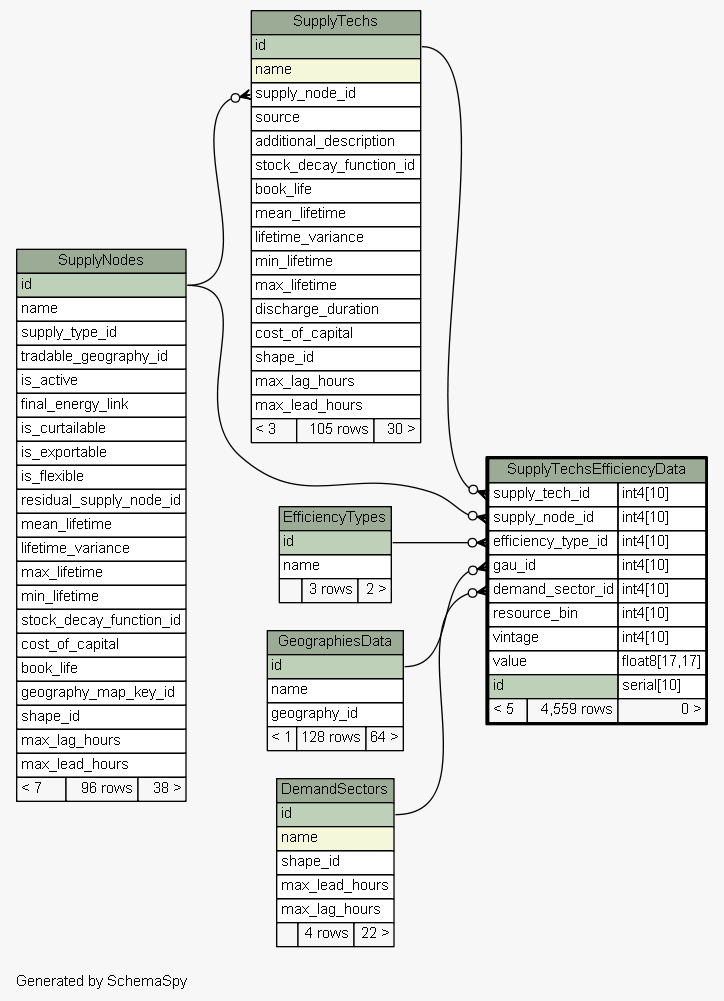 SupplyTechs
id
name
supply_node_id
source
additional_description
stock_decay_function_id
book_life
mean_lifetime
lifetime_variance
min_lifetime
max_lifetime
discharge_duration
cost_of_capital
shape_id
max_lag_hours
max_lead_hours
< 3 105 rows 30 >
SupplyNodes
id
name
supply_type_id
tradable_geography_id
is_active
final_energy_link
is_curtailable
is_exportable
is_flexible
residual_supply_node_id
mean_lifetime
lifetime_variance
max_lifetime
min_lifetime
stock_decay_function_id
cost_of_capital
book_life
geography_map_key_id
shape_id
max_lag_hours
max_lead_hours
< 7 96 rows 38 >
EfficiencyTypes
id
name
3 rows 2 >
GeographiesData
id
name
geography_id
< 1 128 rows 64 >
DemandSectors
id
name
shape_id
max_lead_hours
max_lag_hours
4 rows 22 >
SupplyTechsEfficiencyData
supply_tech_id int4[10]
supply_node_id int4[10]
efficiency_type_id int4[10]
gau_id int4[10]
demand_sector_id int4[10]
resource_bin int4[10]
vintage int4[10]
value float8[17,17]
id serial[10]
< 5 4,559 rows 0 >
Generated by SchemaSpy